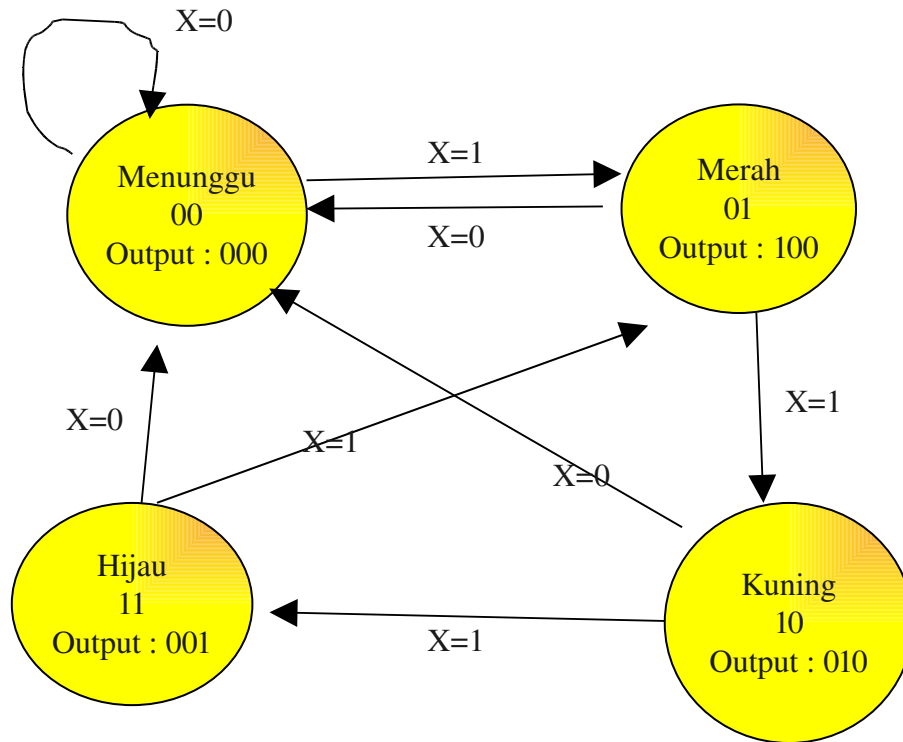 X=0
Menunggu
00
Output : 000
X=1
X=0
Merah
01
Output : 100
X=0
X=1
X=0
X=1
Hijau
11
Output : 001
X=1
Kuning
10
Output : 010